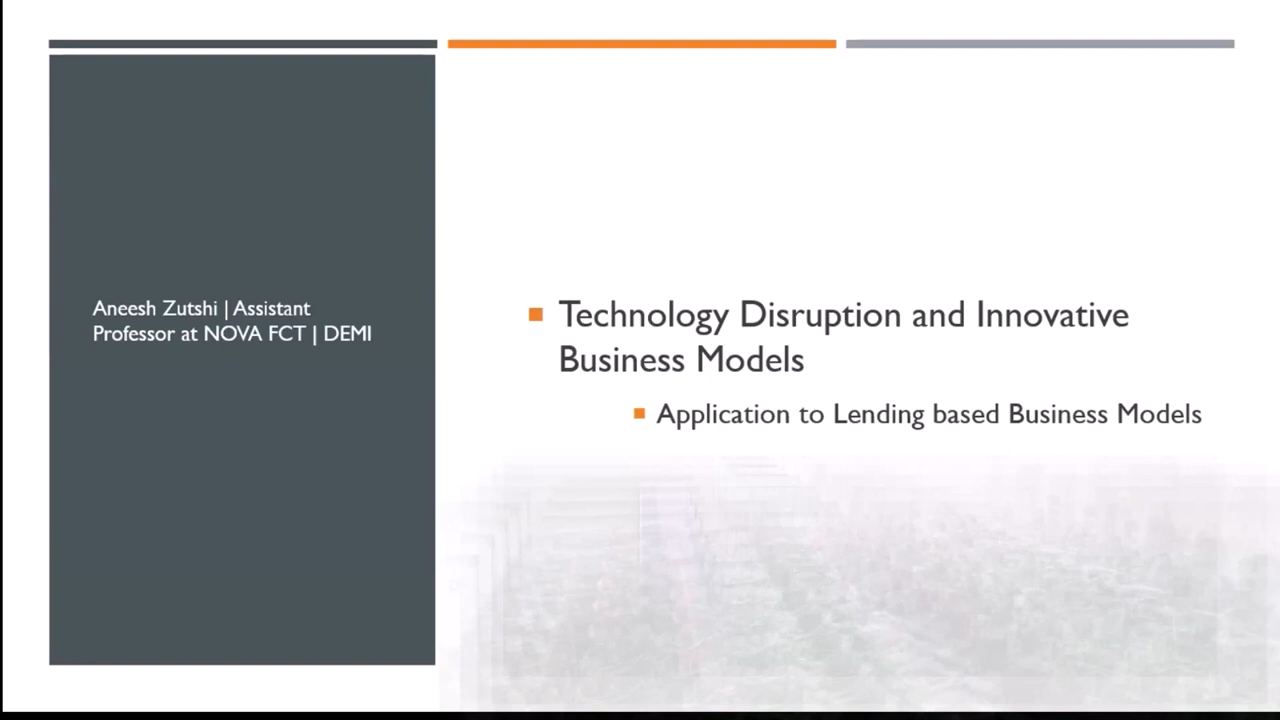 Aneesh Zutshi | Assistant
Professor at NOVA FCT | DEMI
Technology Disruption and Innovative
Business Models
Application to Lending based Business Models